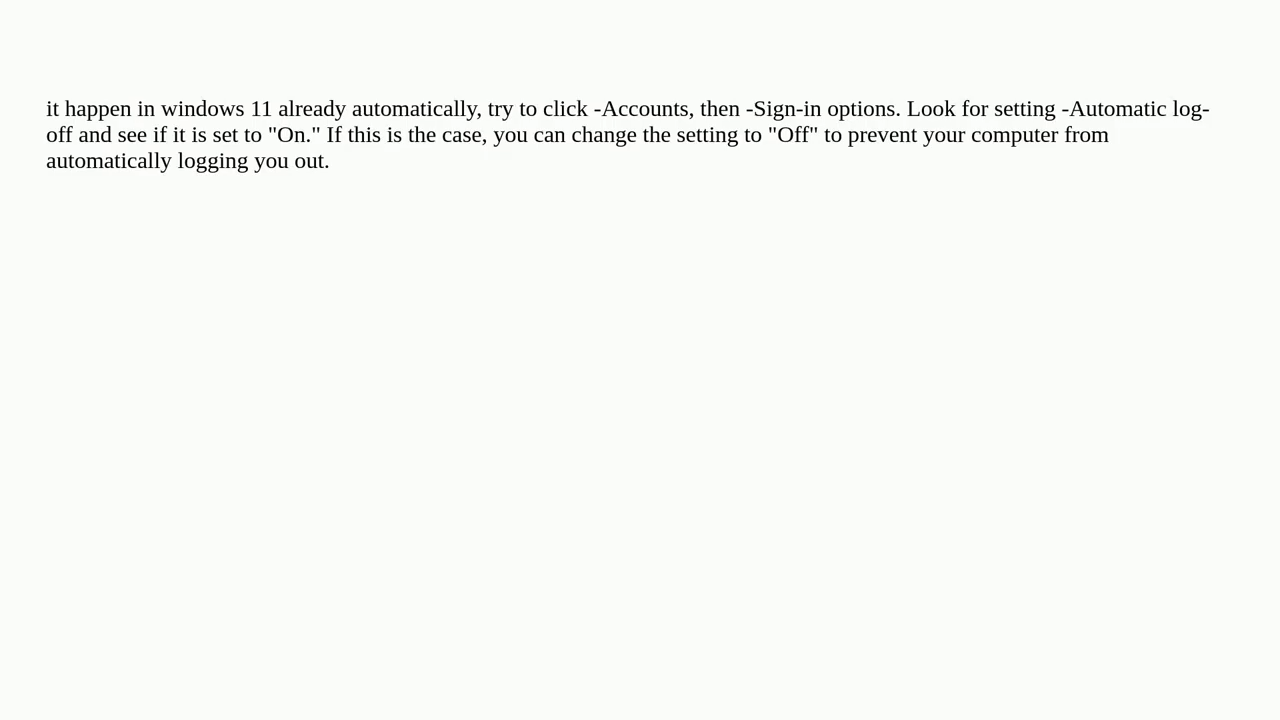 it happen in windows 11 already automatically, try to click -Accounts, then -Sign-in options. Look for setting -Automatic log-
off and see if it is set to "On." If this is the case, you can change the setting to "Off" to prevent your computer from
automatically logging you out.